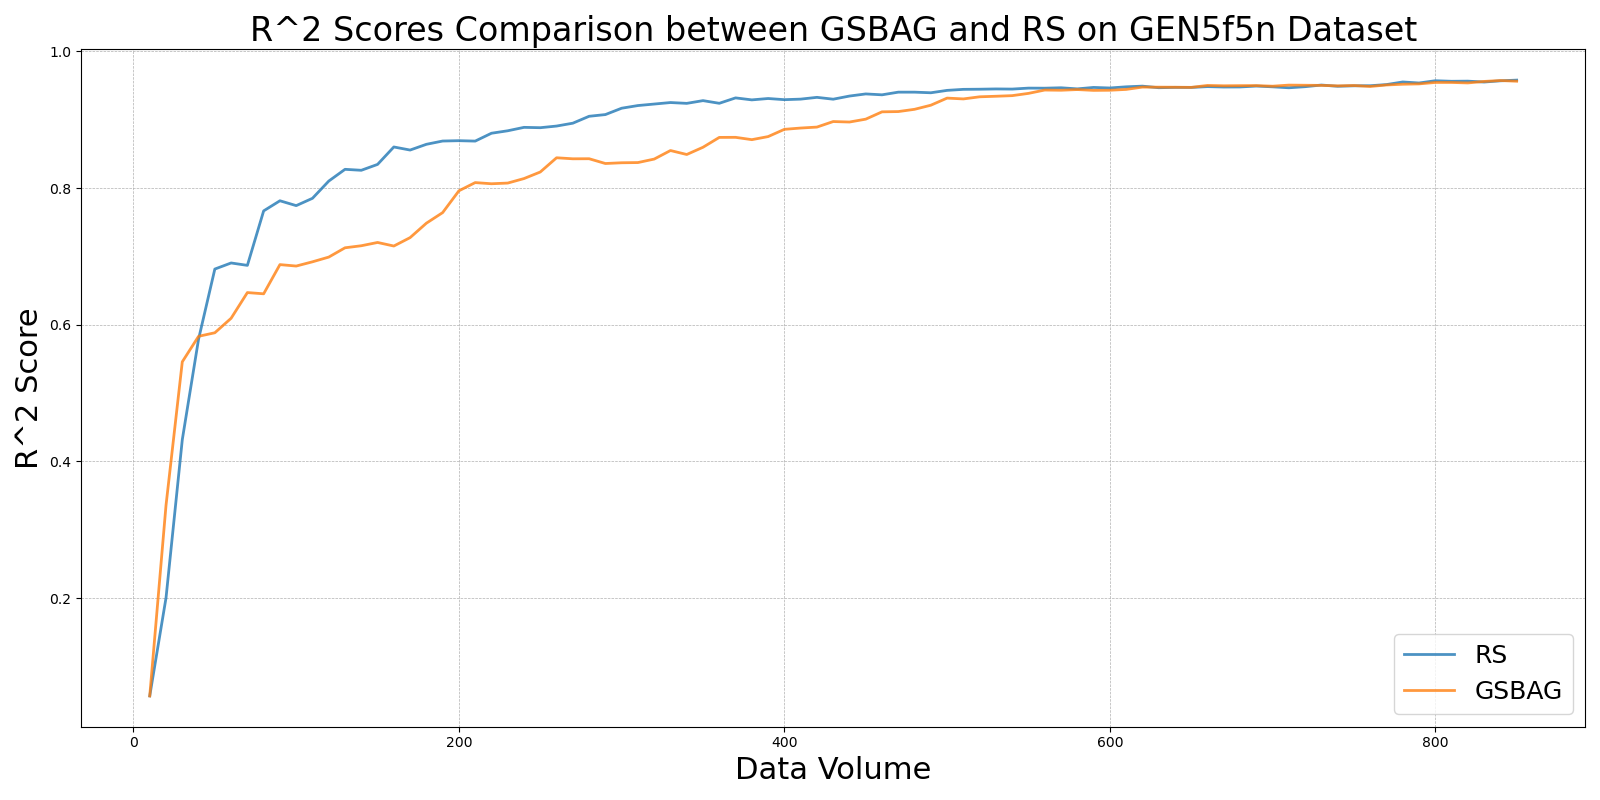 R^2 Scores Comparison between GSBAG and RS on GEN5f5n Dataset
R^2 Score
1.0
0.8
0.6
0.4
0.2
0
200
400
600
800
Data Volume
RS
GSBAG